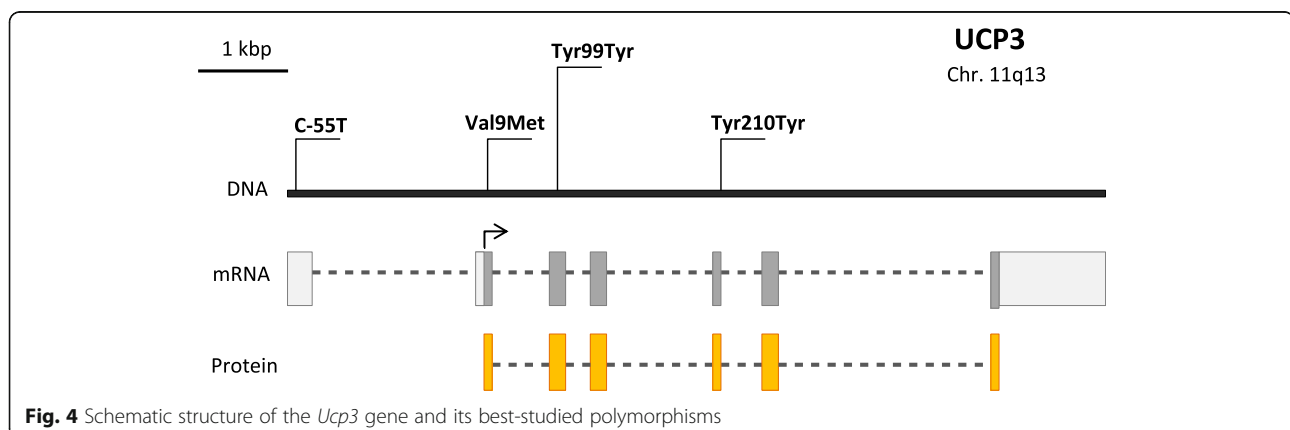 1 kbp
UCP3
Chr. 11q13
Tyr99Tyr
C-55T
Val9Met
Tyr210Tyr
DNA
mRNA
Protein
Fig. 4 Schematic structure of the Ucp3 gene and its best-studied polymorphisms